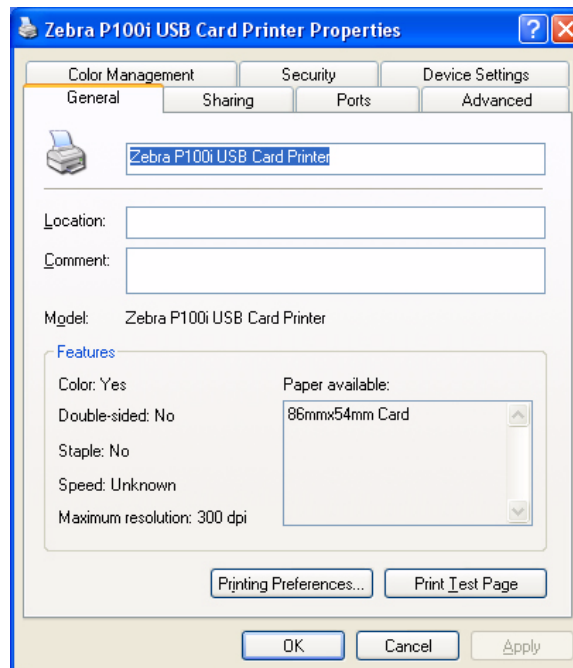 Zebra P100i USB Card Printer Properties
Color Management Security Device Settings
General Sharing Ports Advanced
Zebra P100i USB Card Printer
Location:
Comment:
Model: Zebra P100i USB Card Printer
Features
Color: Yes Paper available:
Double-sided: No 86mmx54mm Card
Staple: No
Speed: Unknown
Maximum resolution: 300 dpi
Printing Preferences... Print Test Page
OK Cancel Apply